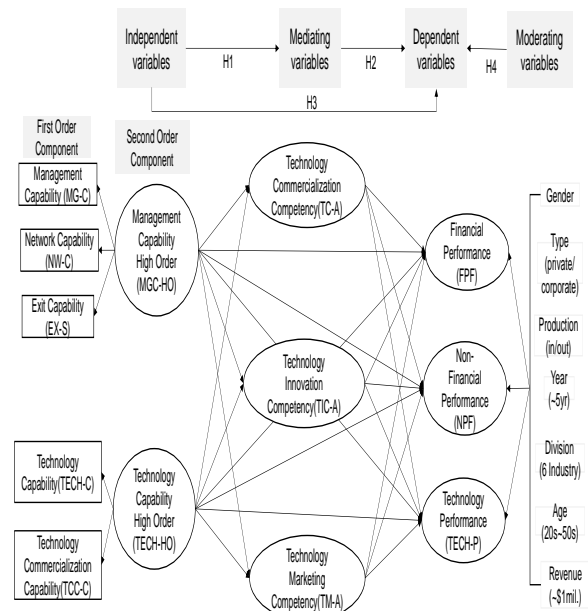 Independent
variables
Mediating
variables
Dependent
variables
Moderating
variables
H1
H2
H4
H3
First Order
Component
Second Order
Component
Management
Capability (MG-C)
Network Capability
(NW-C)
Exit Capability
(EX-S)
Management
Capability
High Order
(MGC-HO)
Technology
Commercialization
Competency(TC-A)
Financial
Performance
(FPF)
Gender
Type
(private/
corporate)
Production
(in/out)
Technology
Innovation
Competency(TIC-A)
Non-
Financial
Performance
(NPF)
Year
(~5yr)
Division
(6 Industry)
Technology
Capability(TECH-C)
Technology
Commercialization
Capability(TCC-C)
Technology
Capability
High Order
(TECH-HO)
Technology
Marketing
Competency(TM-A)
Technology
Performance
(TECH-P)
Age
(20s~50s)
Revenue
(~$1mil.)